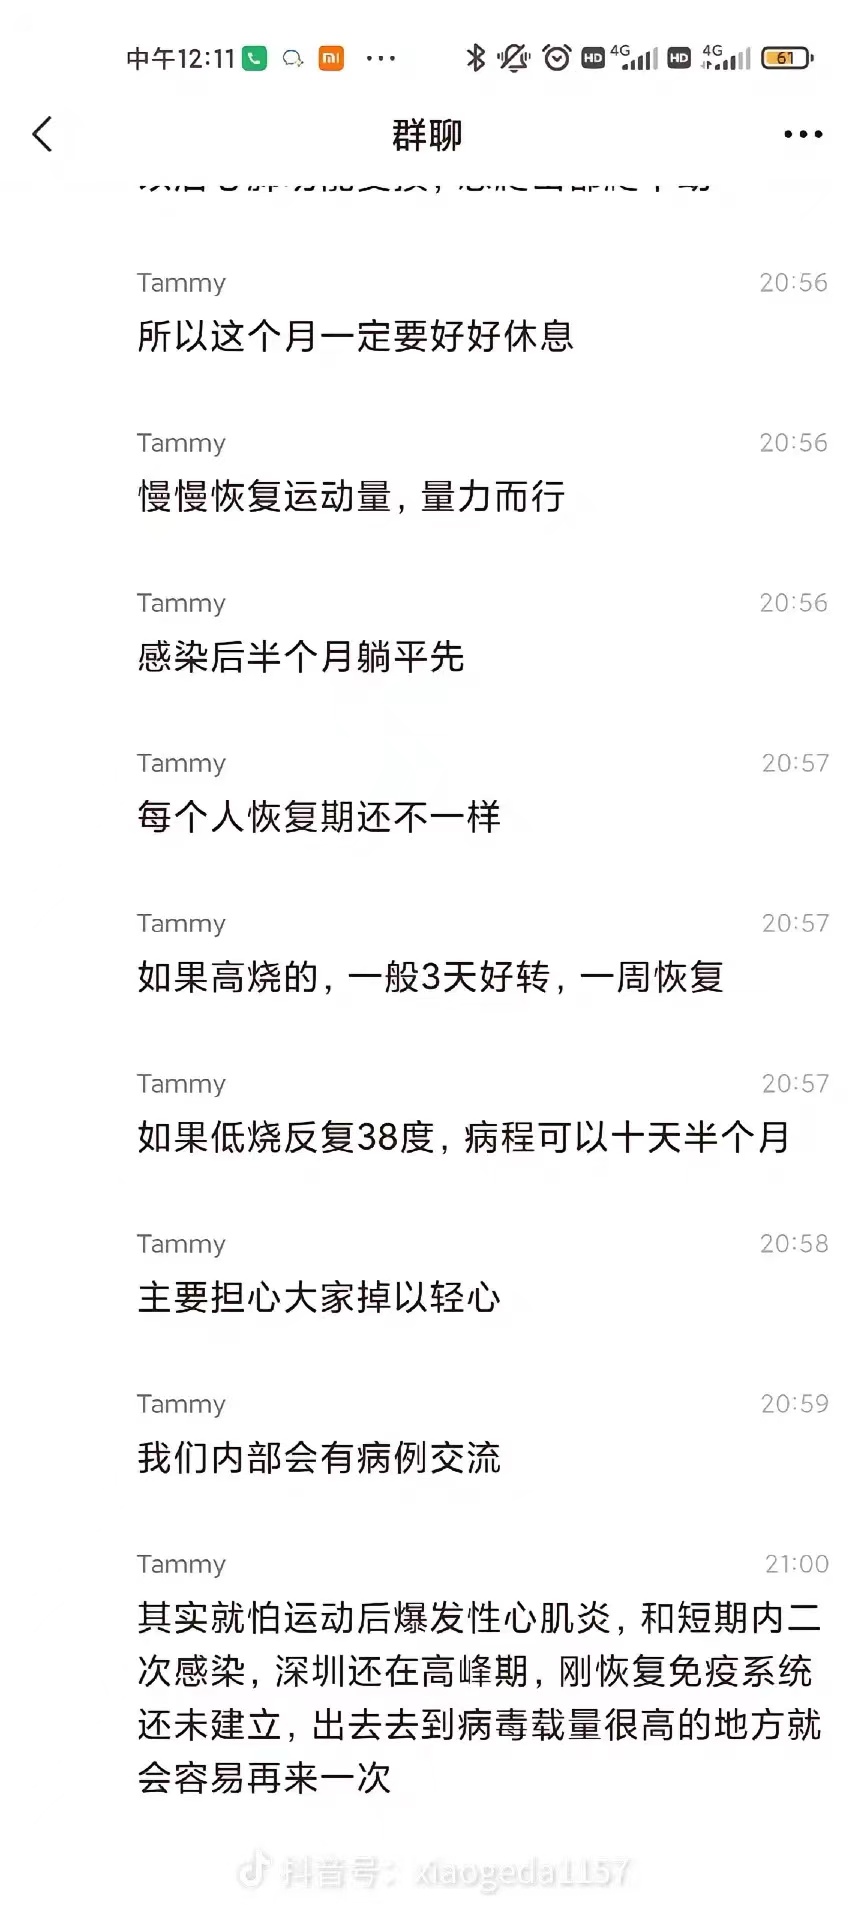 中午12:11
4G
4G
61
群聊
Tammy 20:56
所以这个月一定要好好休息
Tammy 20:56
慢慢恢复运动量，量力而行
Tammy 20:56
感染后半个月躺平先
Tammy 20:57
每个人恢复期还不一样
Tammy 20:57
如果高烧的，一般3天好转，一周恢复
Tammy 20:57
如果低烧反复38度，病程可以十天半个月
Tammy 20:58
主要担心大家掉以轻心
Tammy 20:59
我们内部会有病例交流
Tammy 21:00
其实就怕运动后爆发性心肌炎，和短期内二
次感染，深圳还在高峰期，刚恢复免疫系统
还未建立，出去去到病毒载量很高的地方就
会容易再来一次
抖音号：xiaogeda1157